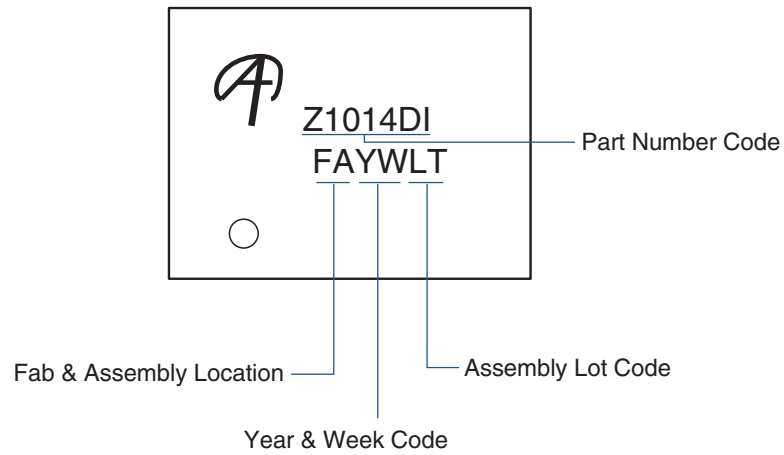 Z1014DI
FAYWLT
Part Number Code
Fab & Assembly Location
Assembly Lot Code
Year & Week Code